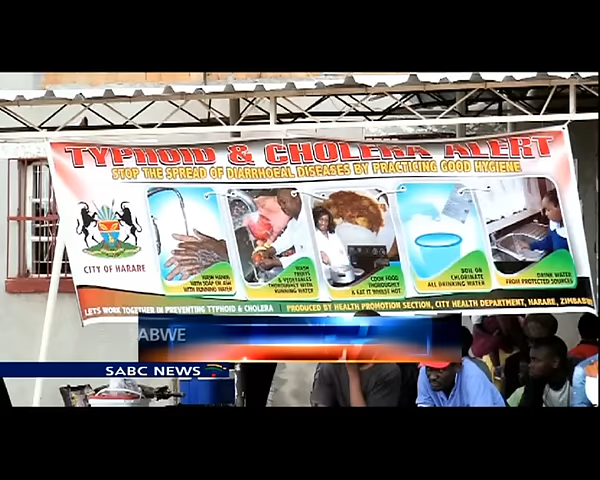 TYPHOID & CHOLERA ALERT
STOP THE SPREAD OF DIARRHOEAL DISEASES BY PRACTICING GOOD HYGIENE
CITY OF HARARE
WASH HANDS
WITH SOAP OR ASH
WITH RUNNING WATER
WASH
FRUITS
& VEGETABLES
THOROUGHLY WITH
RUNNING WATER
COOK FOOD
THOROUGHLY
& EAT IT WHILST HOT
BOIL OR
CHLORINATE
ALL DRINKING WATER
DRINK WATER
FROM PROTECTED SOURCES
LETS WORK TOGETHER IN PREVENTING TYPHOID & CHOLERA
PRODUCED BY HEALTH PROMOTION SECTION, CITY HEALTH DEPARTMENT, HARARE, ZIMBABWE
ABWE
SABC NEWS